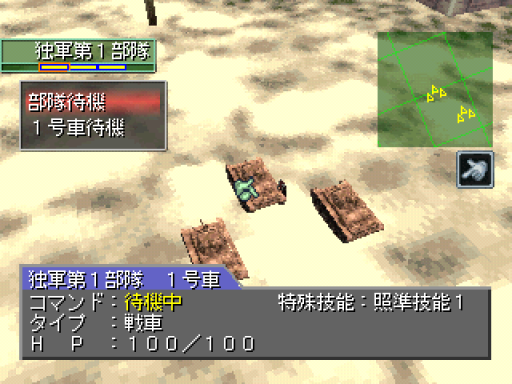 独軍第１部隊
部隊待機
１号車待機
独軍第１部隊　１号車
コマンド：待機中　特殊技能：照準技能１
タイプ　：戦車
Ｈ　Ｐ　：１００／１００